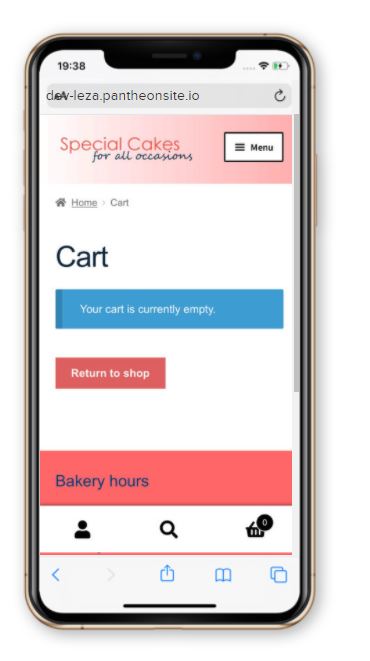 19:38
dev-leza.pantheonsite.io
Special Cakes
for all occasions
Menu
Home › Cart
Cart
Your cart is currently empty.
Return to shop
Bakery hours
0